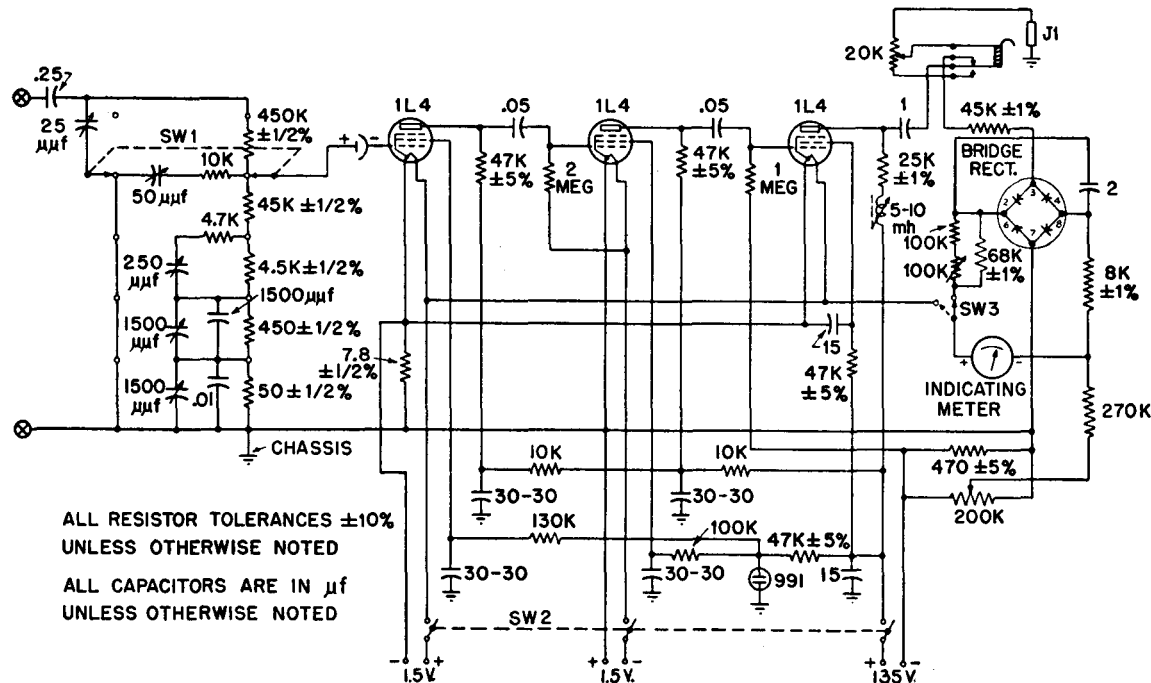 J1
20K
.25
1L4
.05
1L4
.05
1L4
1
45K ±1%
25
μμf
SW1
450K
±1/2%
10K
50μμf
+ -
47K
±5%
2
MEG
47K
±5%
1
MEG
25K
±1%
5-10
mh
BRIDGE
RECT.
2 3 4
6 7 8
2
45K ±1/2%
4.7K
100K
100K
68K
±1%
8K
±1%
250
μμf
4.5K±1/2%
1500μμf
SW3
1500
μμf
450±1/2%
7.8
±1/2%
15
47K
±5%
+
INDICATING
METER
1500
μμf
.01
50±1/2%
270K
CHASSIS
10K
10K
470 ±5%
30-30
30-30
200K
ALL RESISTOR TOLERANCES ±10%
UNLESS OTHERWISE NOTED
130K
100K
47K±5%
30-30
30-30
991
15
ALL CAPACITORS ARE IN μf
UNLESS OTHERWISE NOTED
SW2
- +
1.5V.
+ -
1.5V.
+ -
135V.